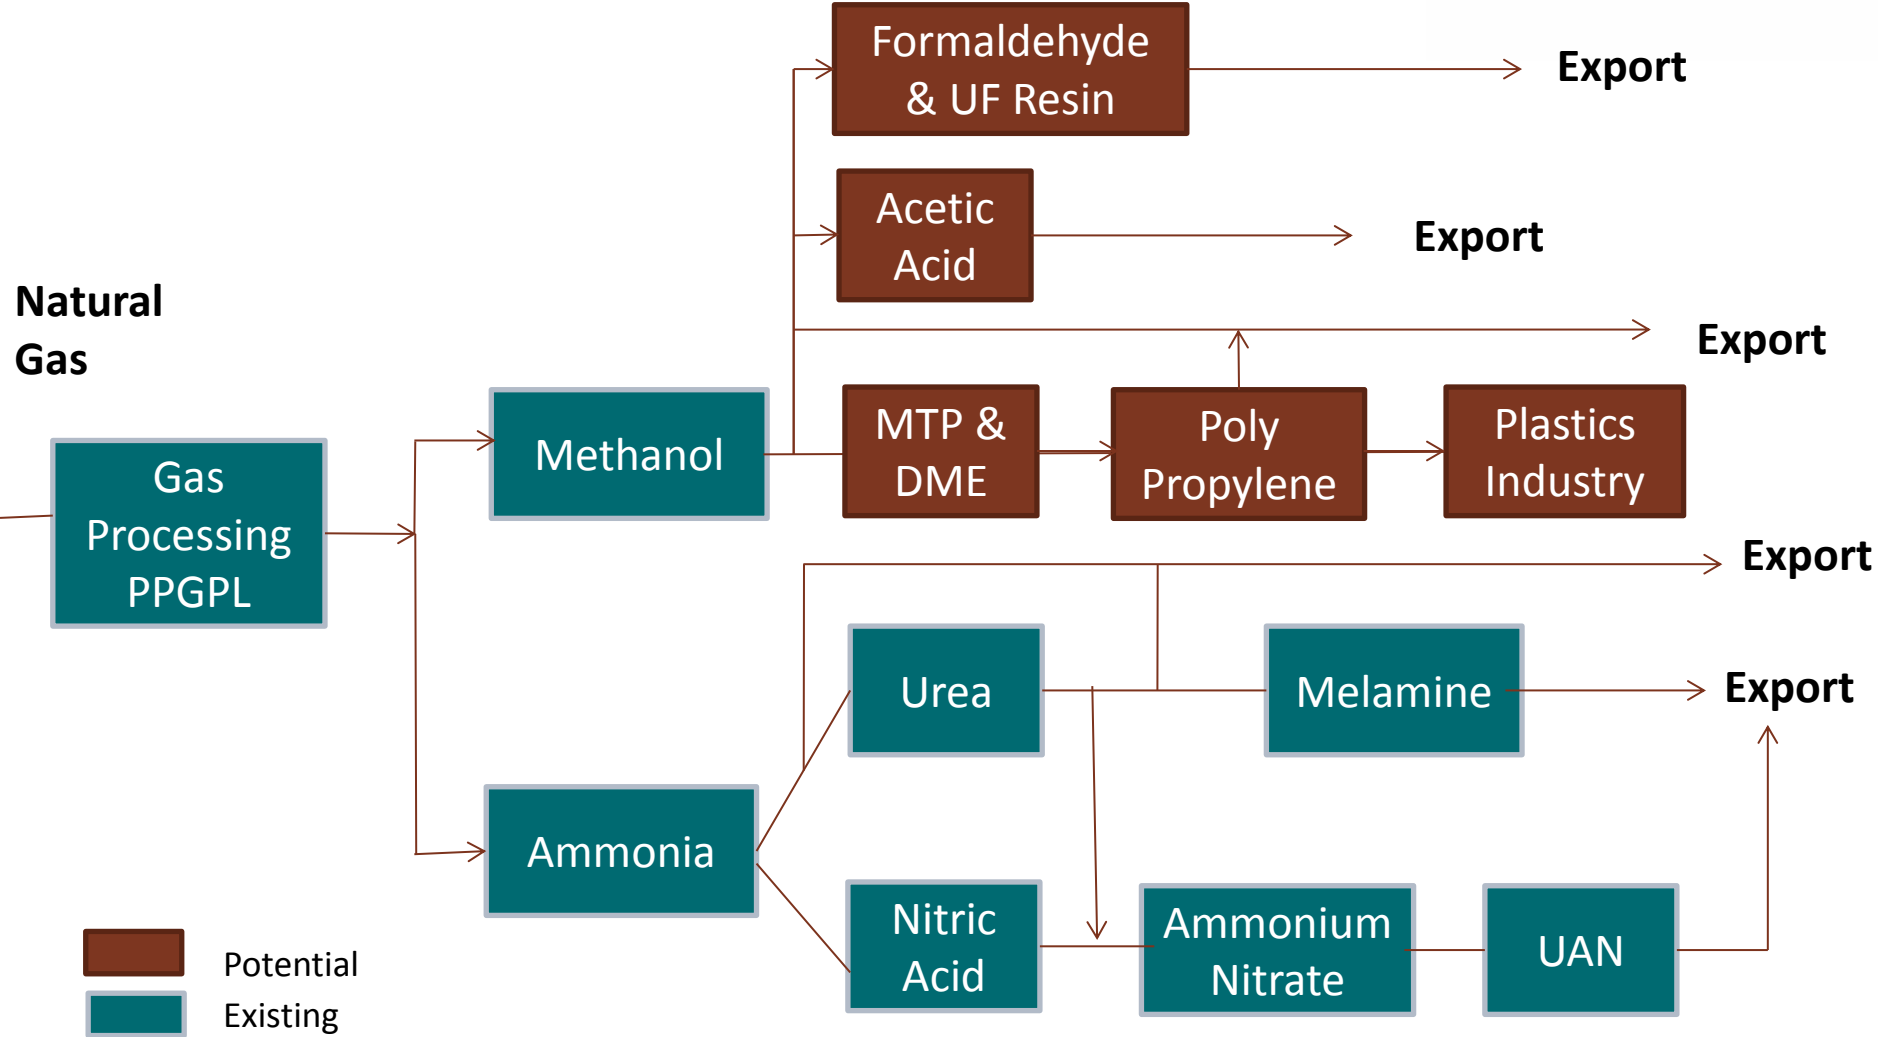 Formaldehyde
& UF Resin
Export
Acetic
Acid
Export
Natural
Gas
Export
Methanol
MTP &
DME
Poly
Propylene
Plastics
Industry
Gas
Processing
PPGPL
Export
Urea
Melamine
Export
Ammonia
Nitric
Acid
Ammonium
Nitrate
UAN
Potential
Existing